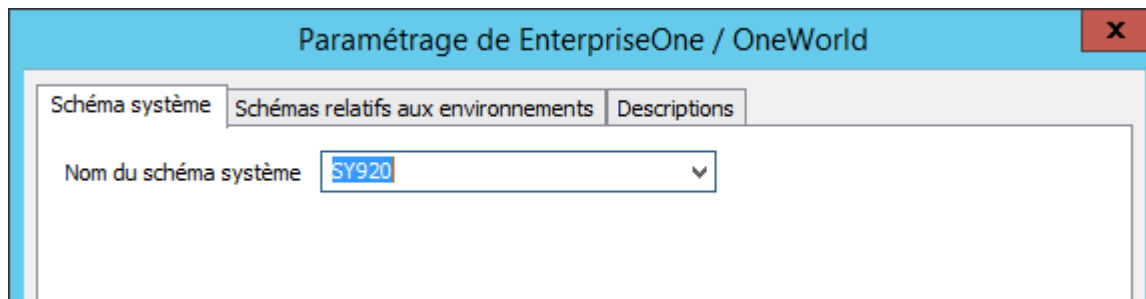 Paramétrage de EnterpriseOne / OneWorld
x
Schéma système Schémas relatifs aux environnements Descriptions
Nom du schéma système SY920